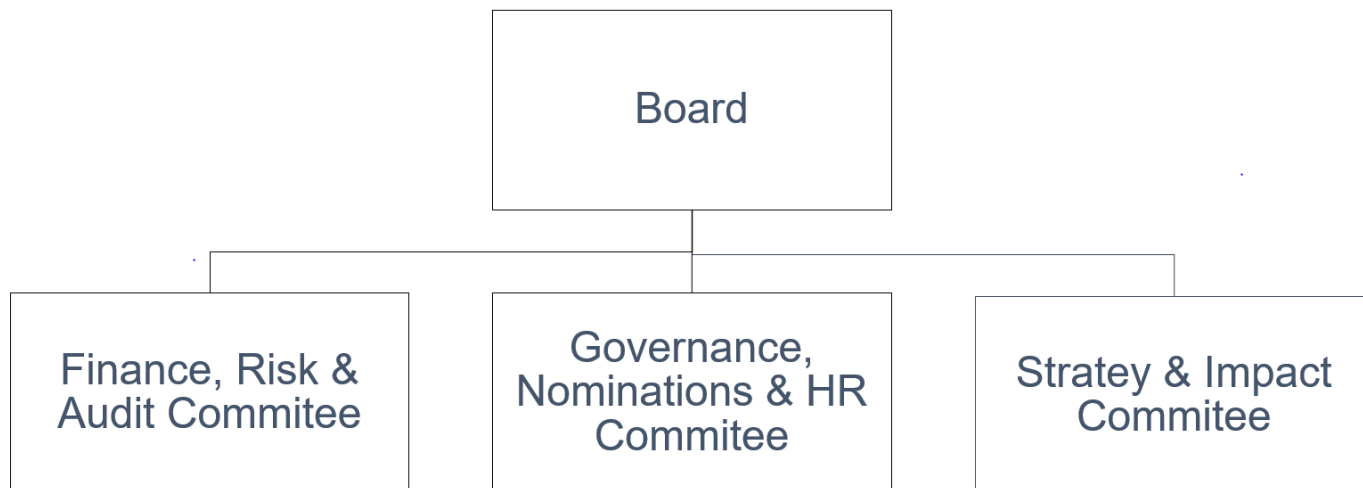 Board
Finance, Risk &
Audit Commitee
Governance,
Nominations & HR
Commitee
Stratey & Impact
Commitee